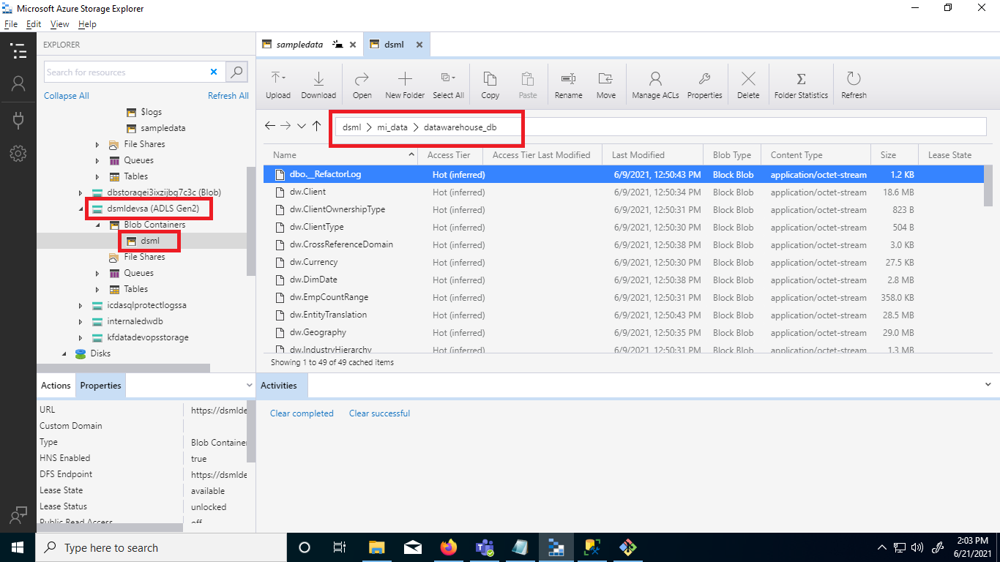 Microsoft Azure Storage Explorer
File Edit View Help
EXPLORER
Search for resources
Collapse All Refresh All
$logs
sampledata
File Shares
Queues
Tables
dbstoragei3ixzijbg7c3c (Blob)
dsmldevsa (ADLS Gen2)
Blob Containers
dsml
File Shares
Queues
Tables
icdasqlprotectlogssa
internaledwdb
kfdatadevopsstorage
Disks
Actions Properties
URL https://dsmlde
Custom Domain
Type Blob Container
HNS Enabled true
DFS Endpoint https://dsmlde
Lease State available
Lease Status unlocked
Public Read Access off
sampledata dsml
Upload Download Open New Folder Select All Copy Paste Rename Move Manage ACLs Properties Delete Folder Statistics Refresh
dsml mi_data datawarehouse_db
Name Access Tier Access Tier Last Modified Last Modified Blob Type Content Type Size Lease State
dbo.__RefactorLog Hot (inferred) 6/9/2021, 12:50:43 PM Block Blob application/octet-stream 1.2 KB
dw.Client Hot (inferred) 6/9/2021, 12:50:34 PM Block Blob application/octet-stream 18.6 MB
dw.ClientOwnershipType Hot (inferred) 6/9/2021, 12:50:31 PM Block Blob application/octet-stream 823 B
dw.ClientType Hot (inferred) 6/9/2021, 12:50:30 PM Block Blob application/octet-stream 504 B
dw.CrossReferenceDomain Hot (inferred) 6/9/2021, 12:50:31 PM Block Blob application/octet-stream 3.0 KB
dw.Currency Hot (inferred) 6/9/2021, 12:50:30 PM Block Blob application/octet-stream 27.5 KB
dw.DimDate Hot (inferred) 6/9/2021, 12:50:38 PM Block Blob application/octet-stream 2.8 MB
dw.EmpCountRange Hot (inferred) 6/9/2021, 12:50:31 PM Block Blob application/octet-stream 358.0 KB
dw.EntityTranslation Hot (inferred) 6/9/2021, 12:50:43 PM Block Blob application/octet-stream 28.5 MB
dw.Geography Hot (inferred) 6/9/2021, 12:50:35 PM Block Blob application/octet-stream 29.0 MB
dw.IndustryHierarchy Hot (inferred) 6/9/2021, 12:50:31 PM Block Blob application/octet-stream 1.3 MB
Showing 1 to 49 of 49 cached items
Activities
Clear completed Clear successful
Type here to search
2:03 PM
6/21/2021